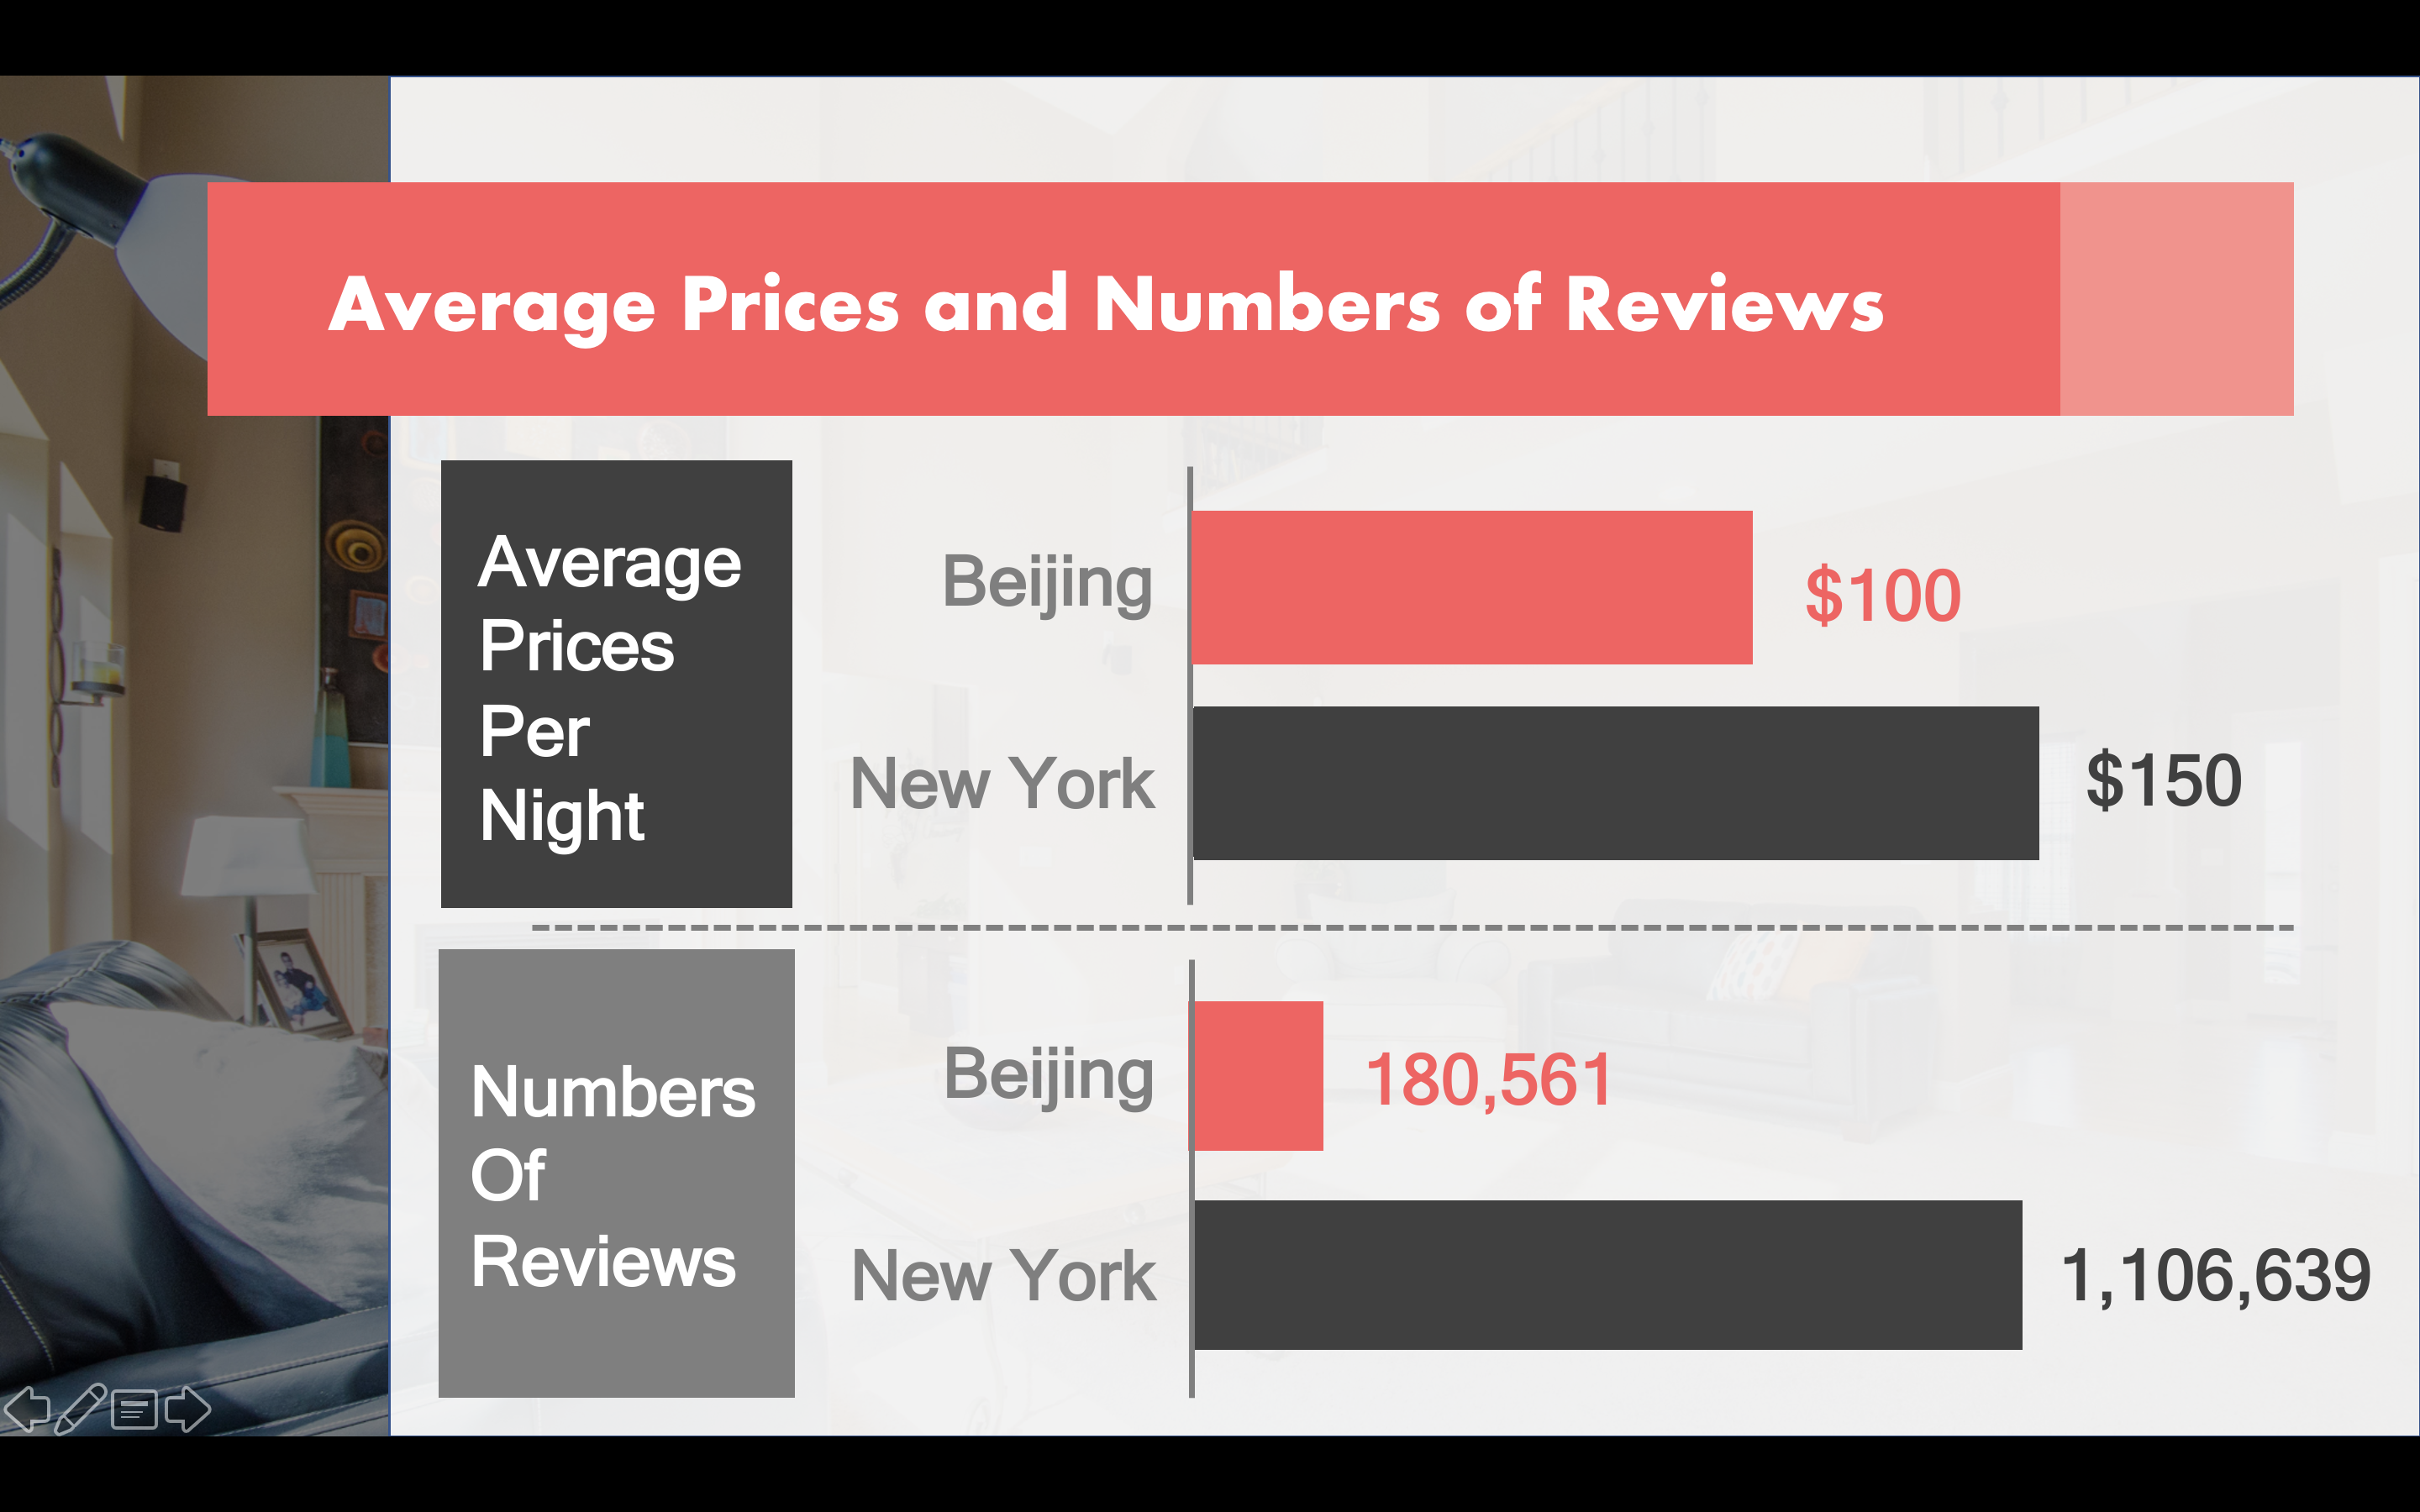 Average Prices and Numbers of Reviews
Average
Prices
Per
Night
Beijing
$100
New York
$150
Numbers
Of
Reviews
Beijing
180,561
New York
1,106,639